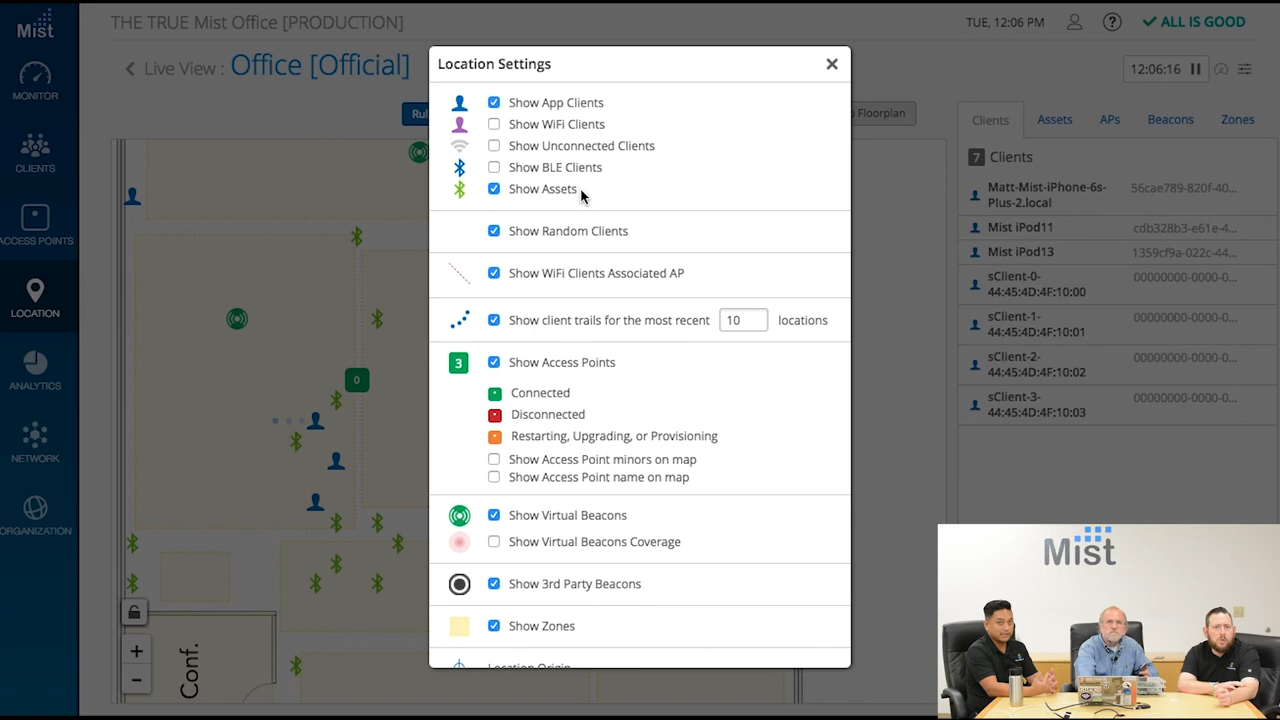 Mist
THE TRUE Mist Office [PRODUCTION]
TUE, 12:06 PM
?
ALL IS GOOD
Live View : Office [Official]
12:06:16
MONITOR
CLIENTS
ACCESS POINTS
LOCATION
ANALYTICS
NETWORK
ORGANIZATION
Rul
Floorplan
0
Conf.
+
−
Location Settings
Show App Clients
Show WiFi Clients
Show Unconnected Clients
Show BLE Clients
Show Assets
Show Random Clients
Show WiFi Clients Associated AP
Show client trails for the most recent 10 locations
3 Show Access Points
Connected
Disconnected
Restarting, Upgrading, or Provisioning
Show Access Point minors on map
Show Access Point name on map
Show Virtual Beacons
Show Virtual Beacons Coverage
Show 3rd Party Beacons
Show Zones
Location Origin
Clients Assets APs Beacons Zones
7 Clients
Matt-Mist-iPhone-6s-Plus-2.local 56cae789-820f-40...
Mist iPod11 cdb328b3-e61e-4...
Mist iPod13 1359cf9a-022c-44...
sClient-0-44:45:4D:4F:10:00 00000000-0000-0...
sClient-1-44:45:4D:4F:10:01 00000000-0000-0...
sClient-2-44:45:4D:4F:10:02 00000000-0000-0...
sClient-3-44:45:4D:4F:10:03 00000000-0000-0...
Mist